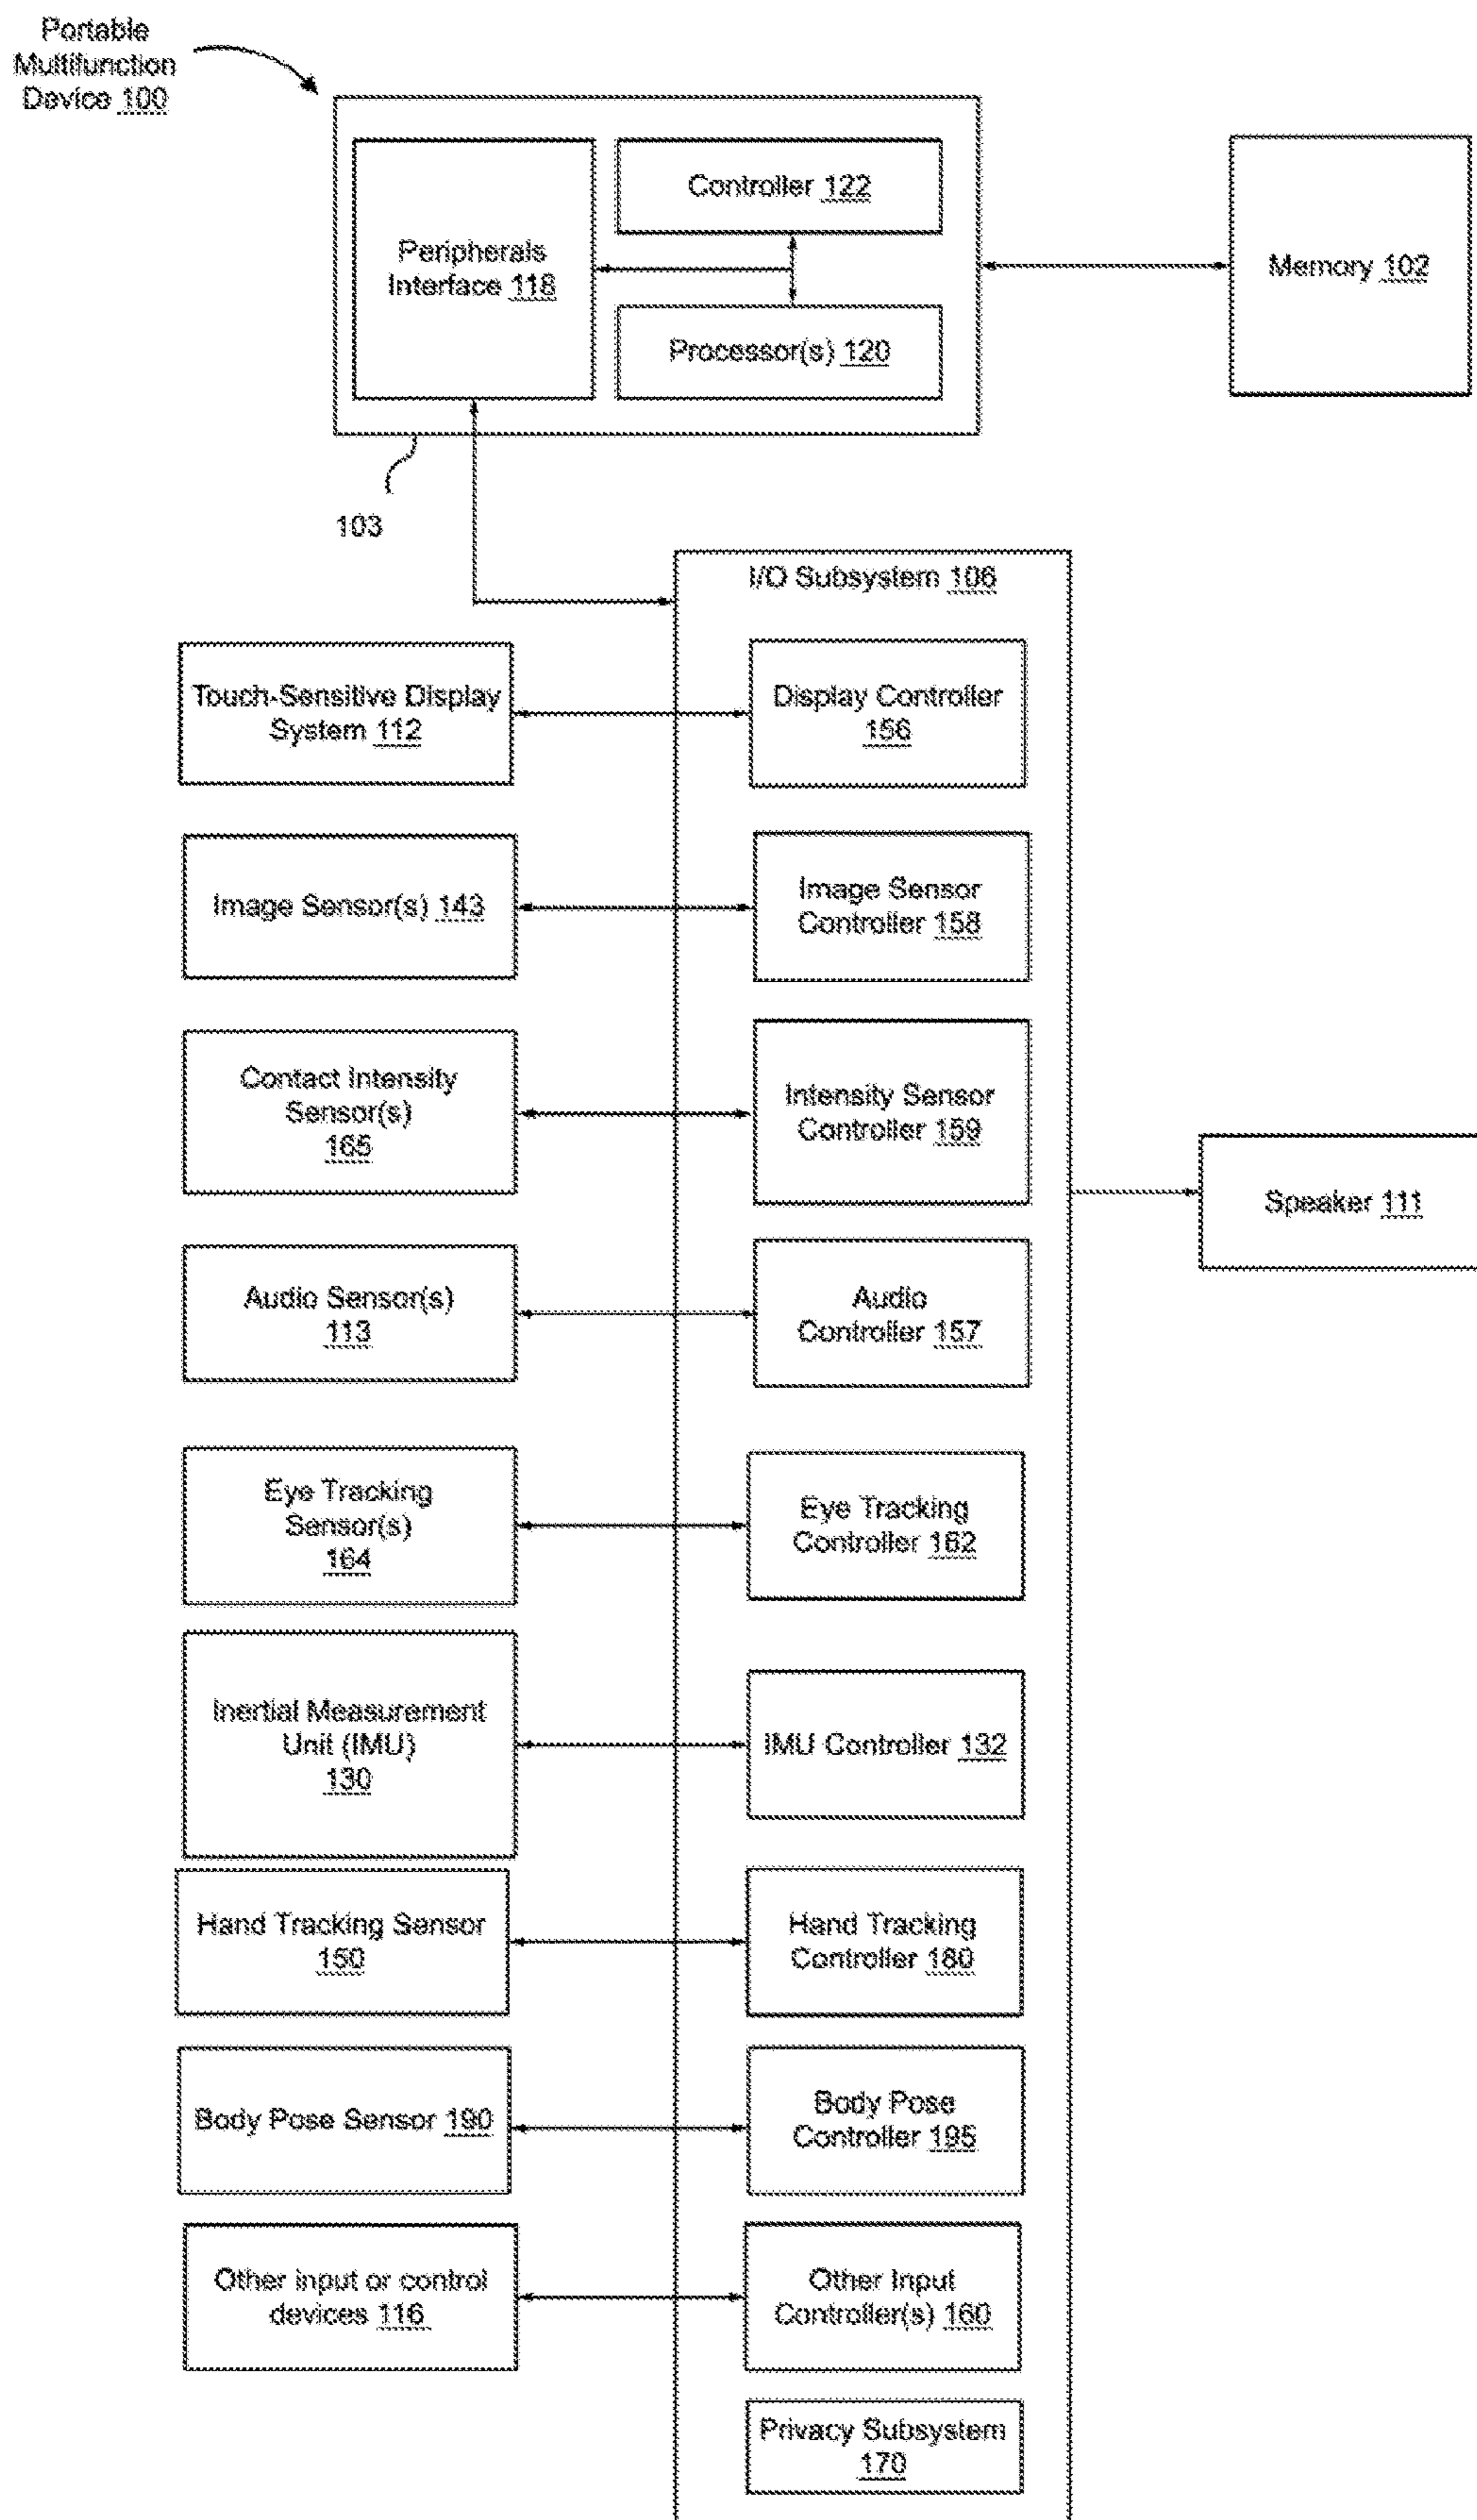 Portable
Multifunction
Device 100
Controller 122
Peripherals
Interface 118
Processor(s) 120
Memory 102
103
I/O Subsystem 106
Touch-Sensitive Display
System 112
Display Controller
156
Image Sensor(s) 143
Image Sensor
Controller 158
Contact Intensity
Sensor(s)
165
Intensity Sensor
Controller 159
Speaker 111
Audio Sensor(s)
113
Audio
Controller 157
Eye Tracking
Sensor(s)
164
Eye Tracking
Controller 162
Inertial Measurement
Unit (IMU)
130
IMU Controller 132
Hand Tracking Sensor
150
Hand Tracking
Controller 180
Body Pose Sensor 190
Body Pose
Controller 195
Other input or control
devices 116
Other Input
Controller(s) 160
Privacy Subsystem
170